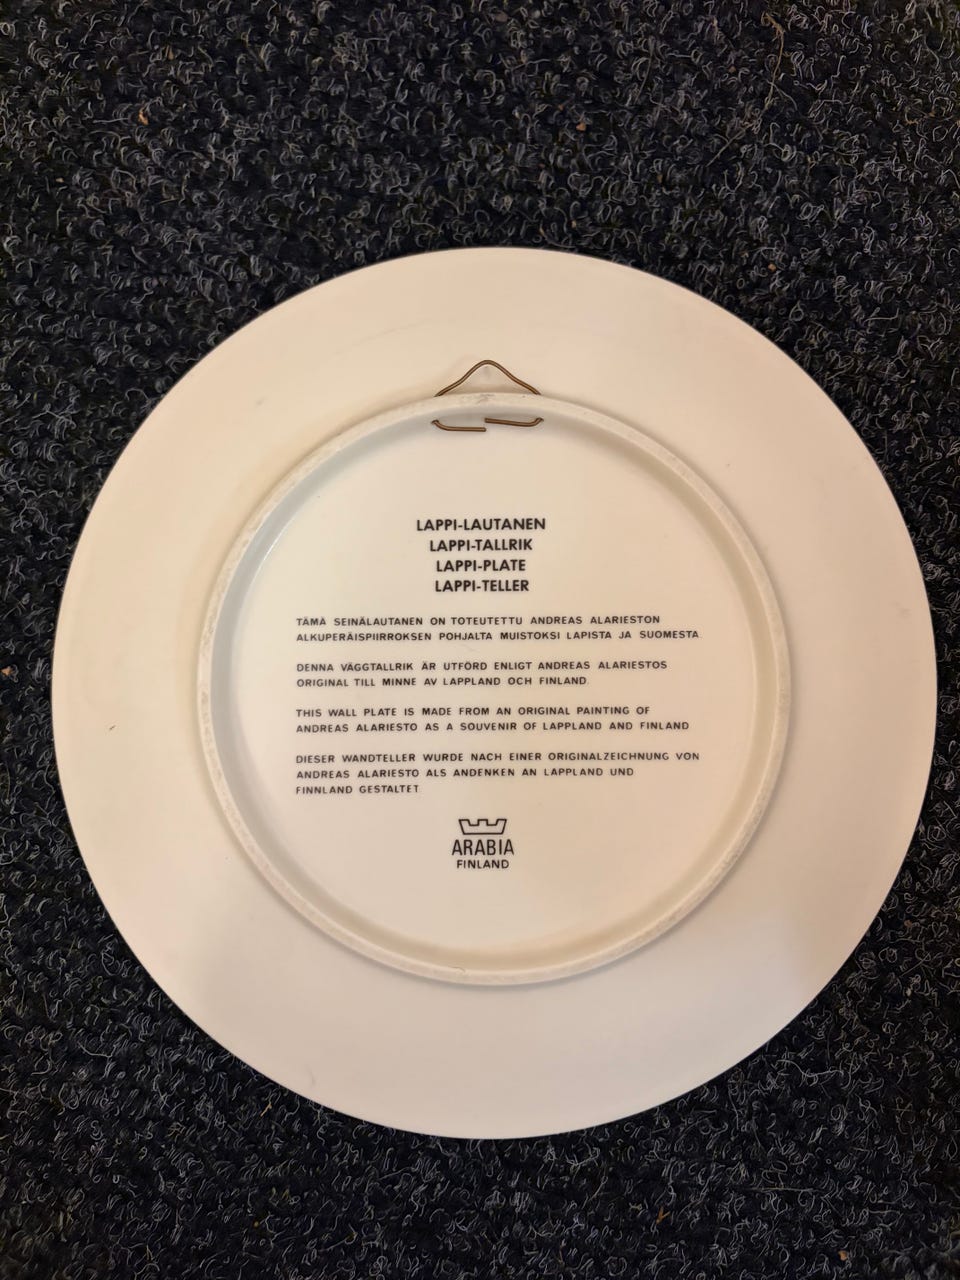 LAPPI-LAUTANEN
LAPPI-TALLRIK
LAPPI-PLATE
LAPPI-TELLER
TÄMÄ SEINÄLAUTANEN ON TOTEUTETTU ANDREAS ALARIESTON
ALKUPERÄISPIIRROKSEN POHJALTA MUISTOKSI LAPISTA JA SUOMESTA.
DENNA VÄGGTALLRIK ÄR UTFÖRD ENLIGT ANDREAS ALARIESTOS
ORIGINAL TILL MINNE AV LAPPLAND OCH FINLAND.
THIS WALL PLATE IS MADE FROM AN ORIGINAL PAINTING OF
ANDREAS ALARIESTO AS A SOUVENIR OF LAPPLAND AND FINLAND
DIESER WANDTELLER WURDE NACH EINER ORIGINALZEICHNUNG VON
ANDREAS ALARIESTO ALS ANDENKEN AN LAPPLAND UND
FINNLAND GESTALTET
ARABIA
FINLAND